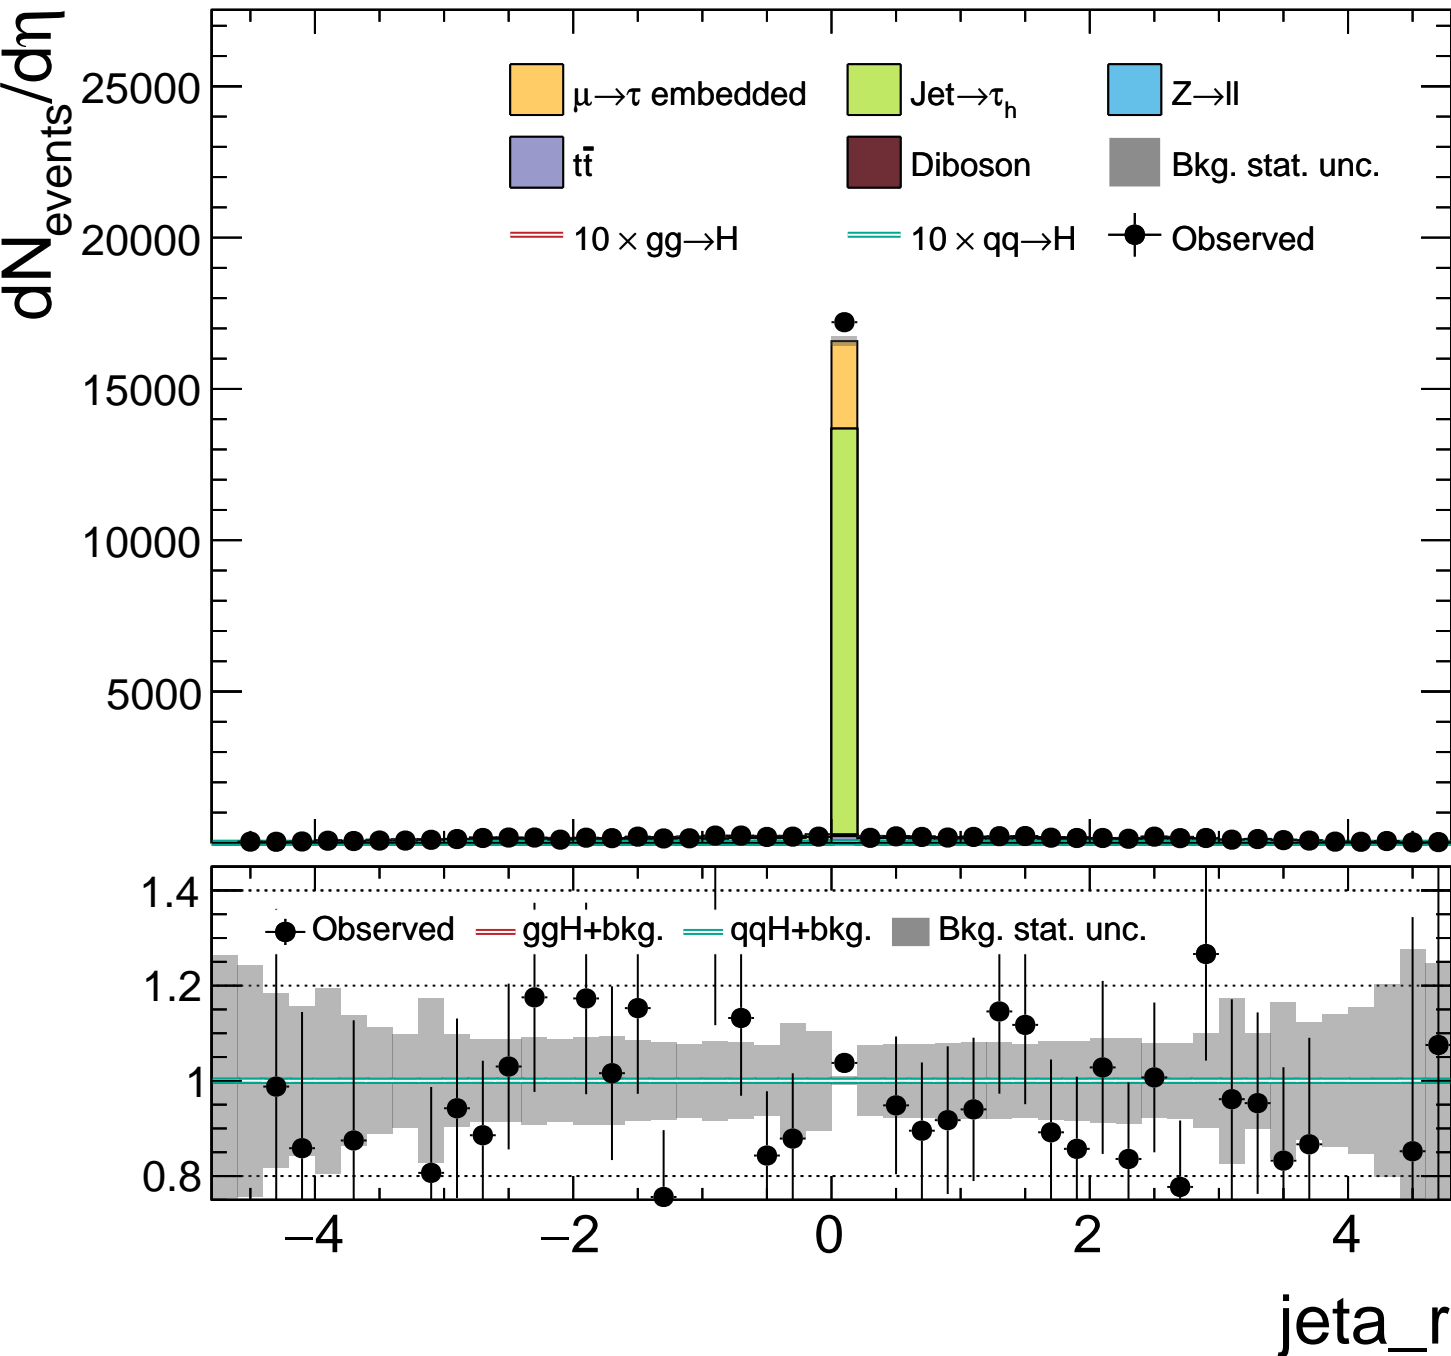 dN_events/dη
25000
20000
15000
10000
5000
μ→τ embedded
Jet→τ_h
Z→ll
tt̄
Diboson
Bkg. stat. unc.
10 × gg→H
10 × qq→H
Observed
1.4
1.2
1
0.8
Observed
ggH+bkg.
qqH+bkg.
Bkg. stat. unc.
−4
−2
0
2
4
jeta_r